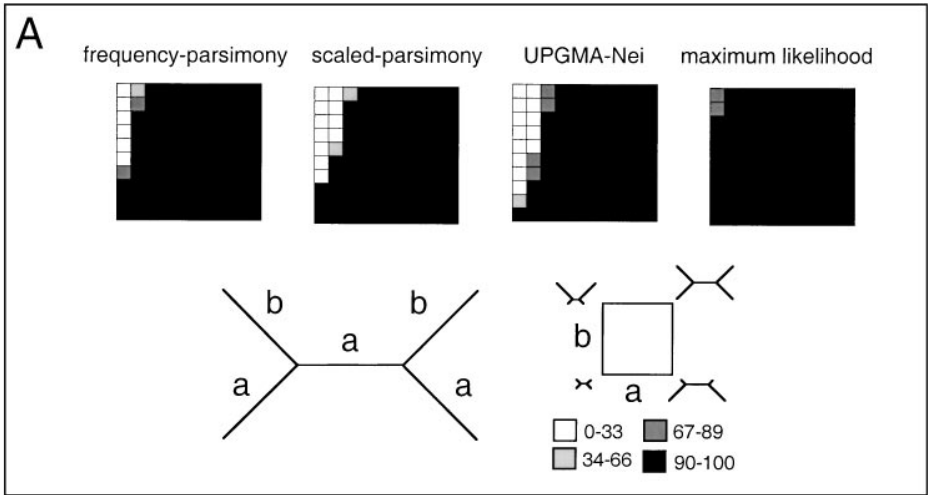 A
frequency-parsimony scaled-parsimony UPGMA-Nei maximum likelihood
b b
a
a a
b
a
0-33 67-89
34-66 90-100